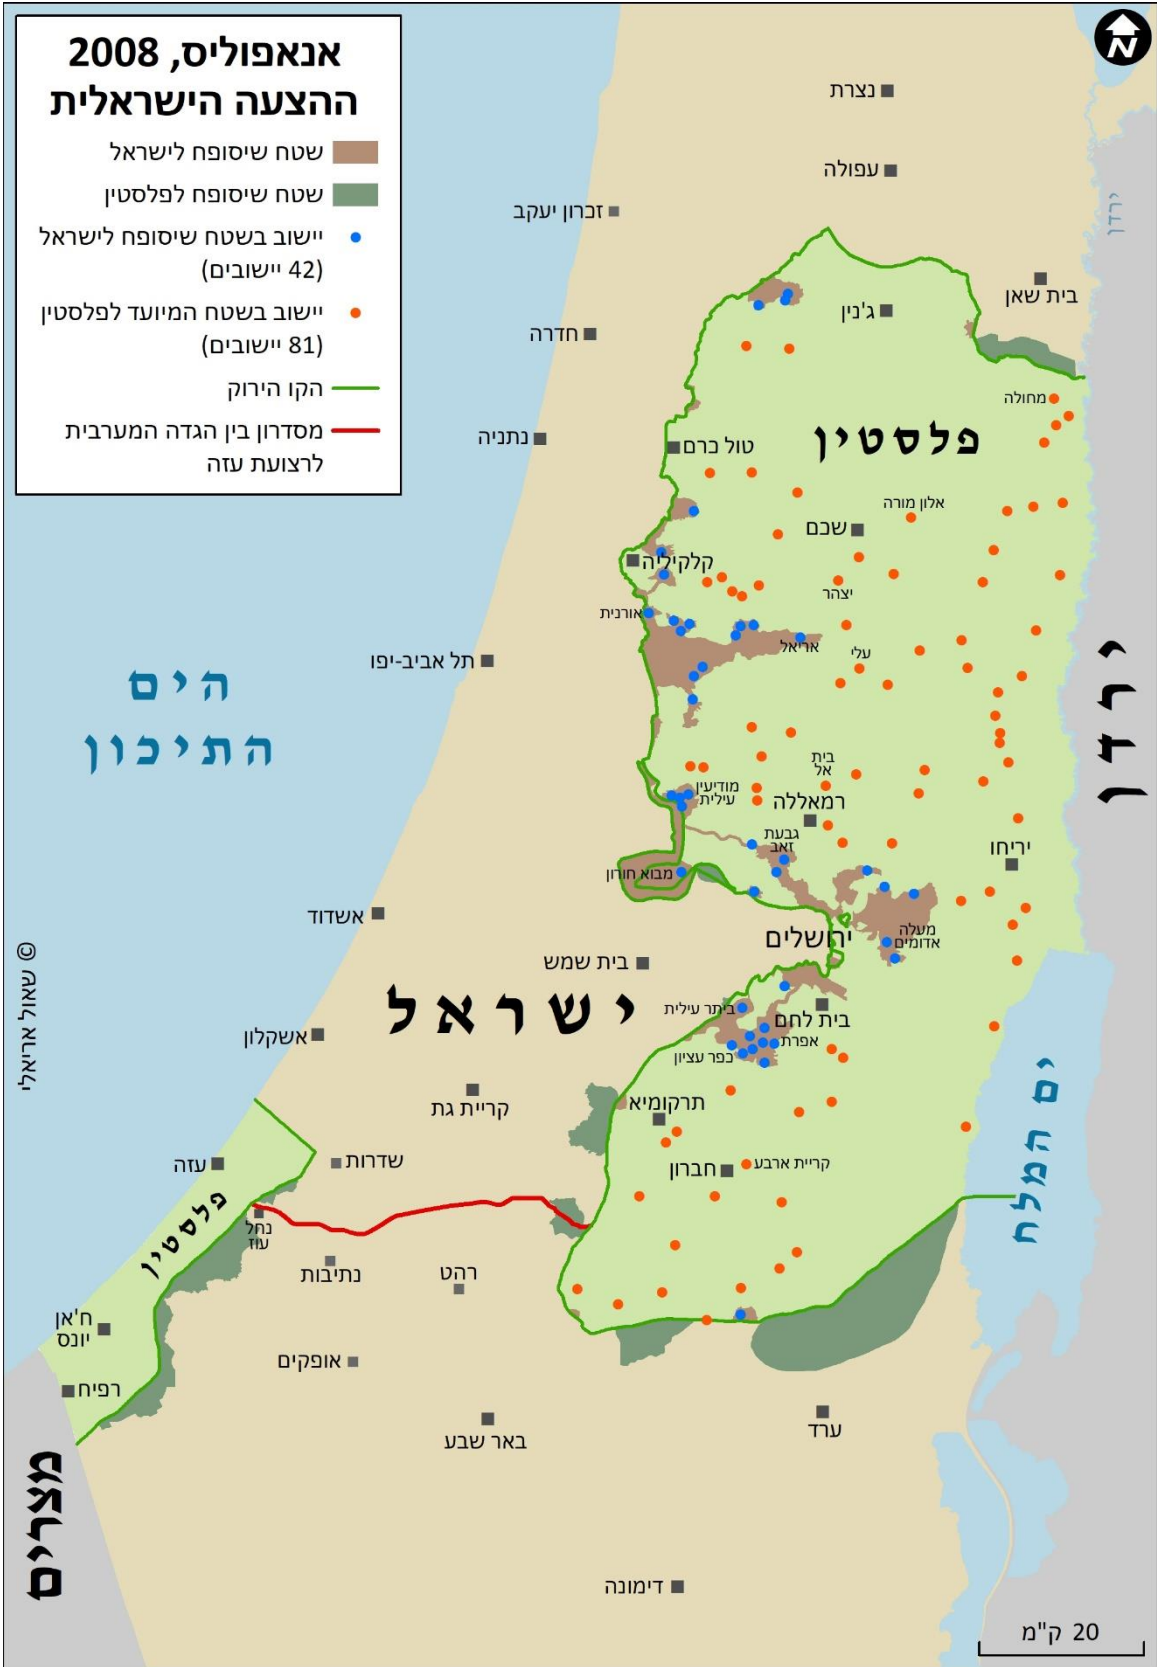 אנאפוליס, 2008
ההצעה הישראלית
שטח שיסופח לישראל
שטח שיסופח לפלסטין
יישוב בשטח שיסופח לישראל
(42 יישובים)
יישוב בשטח המיועד לפלסטין
(81 יישובים)
הקו הירוק
מסדרון בין הגדה המערבית
לרצועת עזה
N
נצרת
עפולה
זכרון יעקב
ירדן
בית שאן
ג'נין
חדרה
מחולה
פלסטין
נתניה
טול כרם
אלון מורה
שכם
קלקיליה
יצהר
אורנית
אריאל
עלי
תל אביב-יפו
הים
התיכון
ירדן
בית
אל
מודיעין
עילית
רמאללה
גבעת
זאב
יריחו
מבוא חורון
אשדוד
מעלה
אדומים
ירושלים
בית שמש
ישראל
ביתר עילית
בית לחם
אשקלון
אפרת
כפר עציון
© שאול אריאלי
ים המלח
קריית גת
תרקומיא
שדרות
עזה
חברון
קריית ארבע
פלסטין
נחל
עוז
נתיבות
רהט
ח'אן
יונס
אופקים
רפיח
באר שבע
ערד
מצרים
דימונה
20 ק"מ